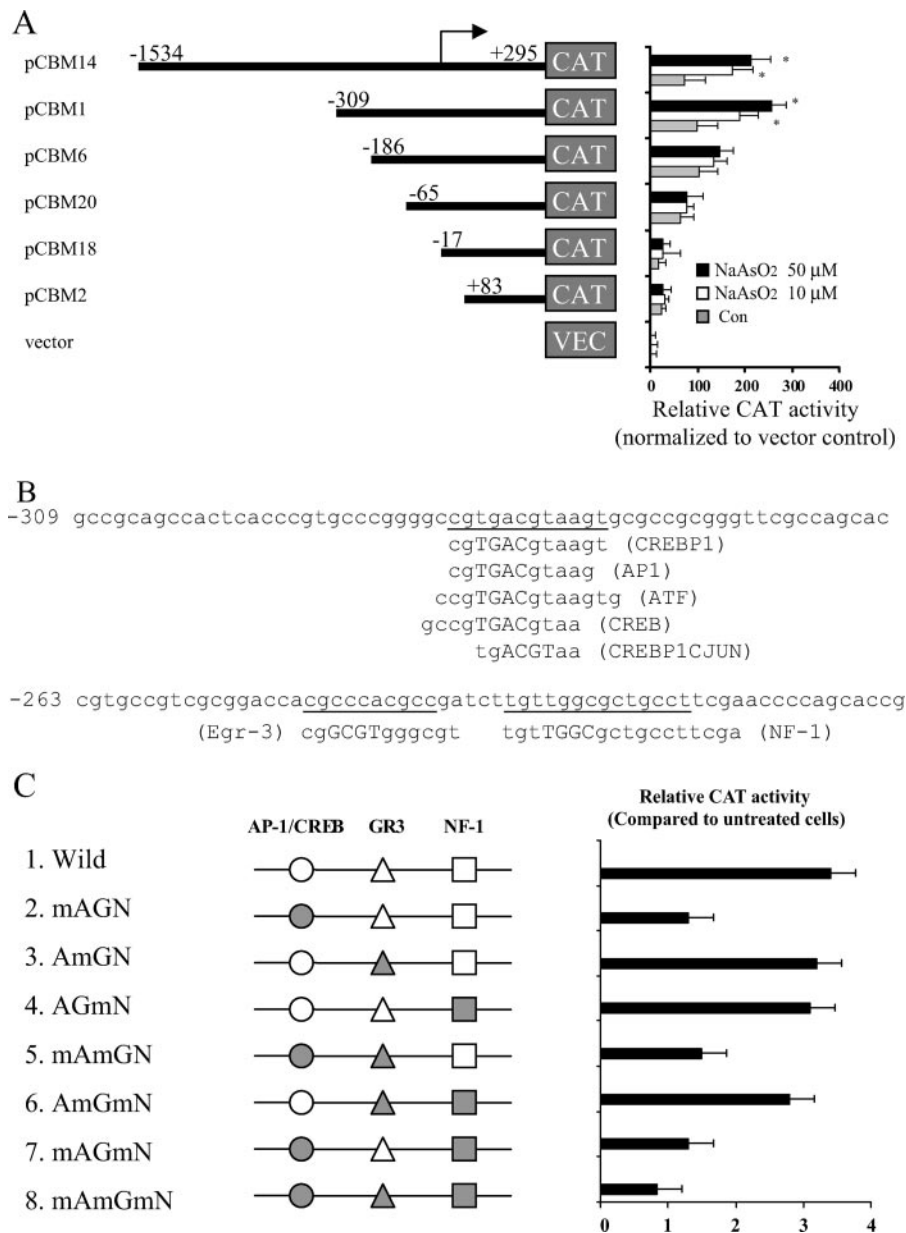 A
pCBM14 -1534 +295 CAT *
*
pCBM1 -309 CAT *
*
pCBM6 -186 CAT
pCBM20 -65 CAT
pCBM18 -17 CAT
pCBM2 +83 CAT
vector VEC
NaAsO2 50 µM
NaAsO2 10 µM
Con
0 100 200 300 400
Relative CAT activity
(normalized to vector control)
B
-309 gccgcagccactcacccgtgcccggggccgtgacgtaagtgcgccgcgggttcgccagcac
cgTGACgtaagt (CREBP1)
cgTGACgtaag (AP1)
ccgTGACgtaagtg (ATF)
gccgTGACgtaa (CREB)
tgACGTaa (CREBP1CJUN)
-263 cgtgccgtcgcggaccacgcccacgccgatcttgttggcgctgccttcgaaccccagcaccg
(Egr-3) cgGCGTgggcgt tgtTGGCgctgccttcga (NF-1)
C
AP-1/CREB GR3 NF-1
Relative CAT activity
(Compared to untreated cells)
1. Wild
2. mAGN
3. AmGN
4. AGmN
5. mAmGN
6. AmGmN
7. mAGmN
8. mAmGmN
0 1 2 3 4